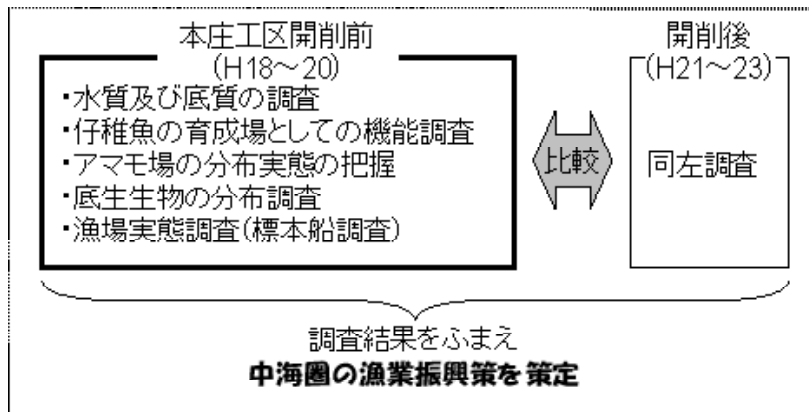 本庄工区開削前
(H18～20)
・水質及び底質の調査
・仔稚魚の育成場としての機能調査
・アマモ場の分布実態の把握
・底生生物の分布調査
・漁場実態調査(標本船調査)
比較
開削後
(H21～23)
同左調査
調査結果をふまえ
中海圏の漁業振興策を策定